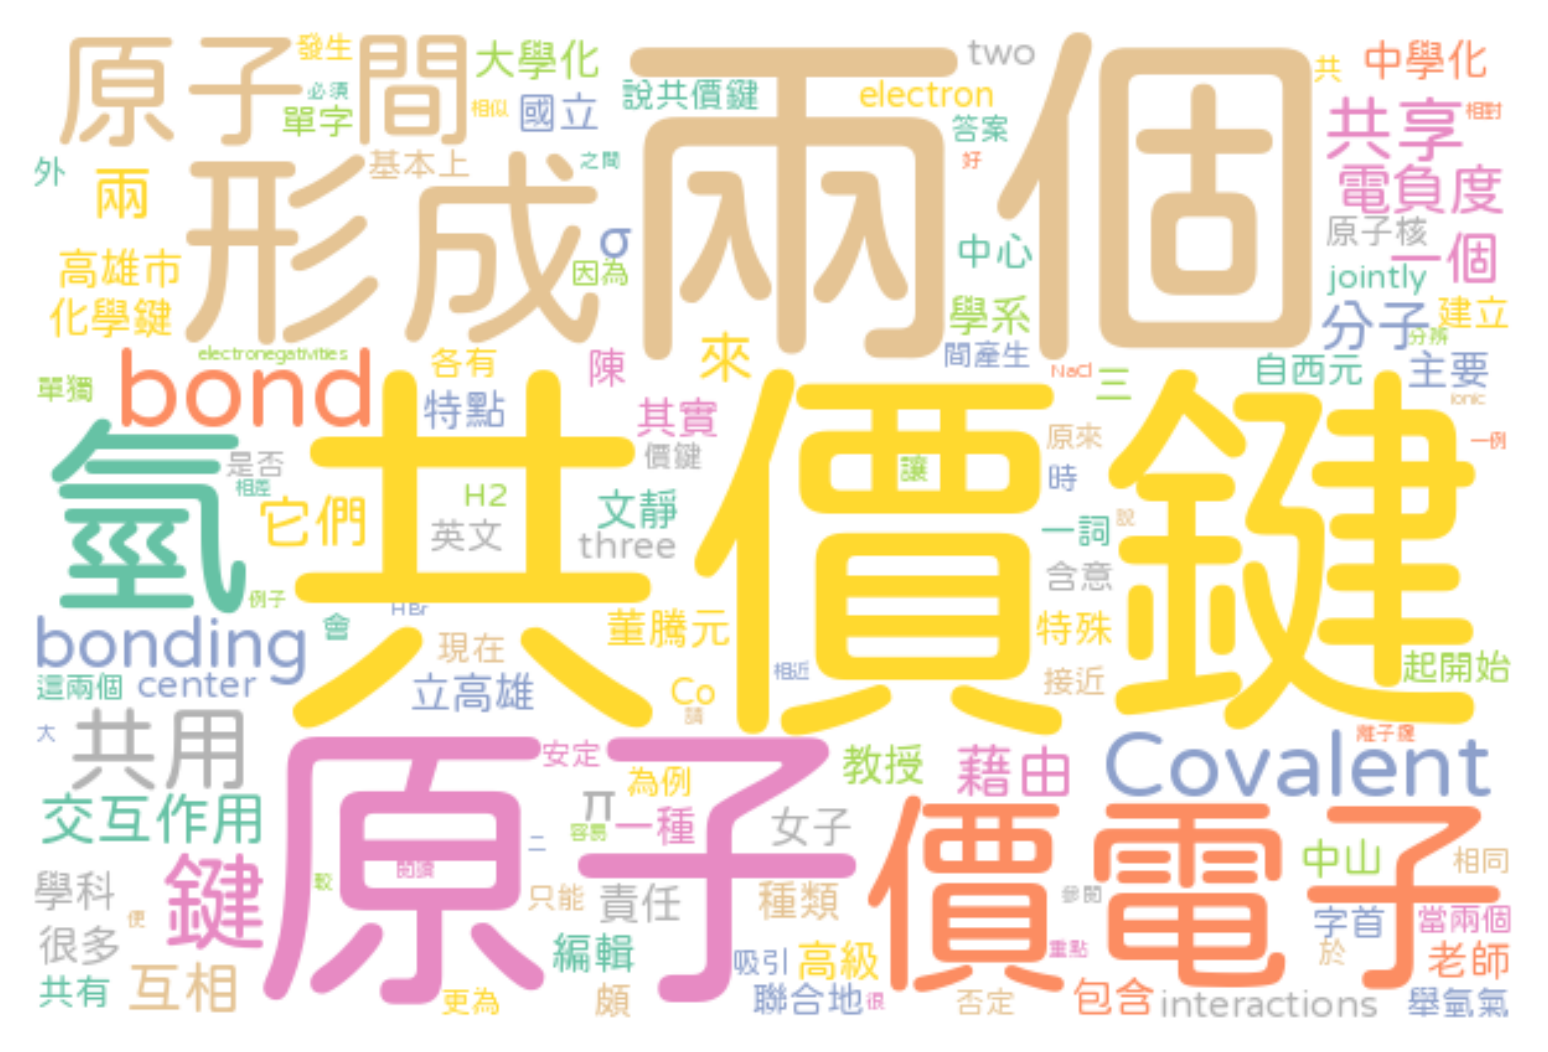 原子間
發生
必須
單字
大學化
相似
國立
說共價鍵
electron
two
答案
好
共
中學化
共享
相對
電負度
原子核
一個
jointly
分子
建立
分辨
主要
外
兩
基本上
之間
形成
兩個
σ
因為
中心
學系
間產生
高雄市
化學鍵
electronegativities
單獨
bond
各有
特點
陳
來
其實
價鍵
NaCl
三
自西元
ionic
一例
原來
時
氫
是否
相差
它們
H2
英文
文靜
three
共價鍵
讓
一詞
說
含意
特殊
接近
例子
HBr
bonding
會
現在
董騰元
這兩個
center
立高雄
Co
請
相近
起開始
大
共用
安定
為例
教授
藉由
Covalent
離子鍵
交互作用
原子
π
容易
一種
二
女子
價電子
中山
相同
學科
鍵
較
閱讀
只能
責任
種類
參閱
字首
當兩個
很多
便
編輯
吸引
高級
重點
於
老師
共有
互相
更為
頗
聯合地
很
否定
包含
interactions
舉氫氣